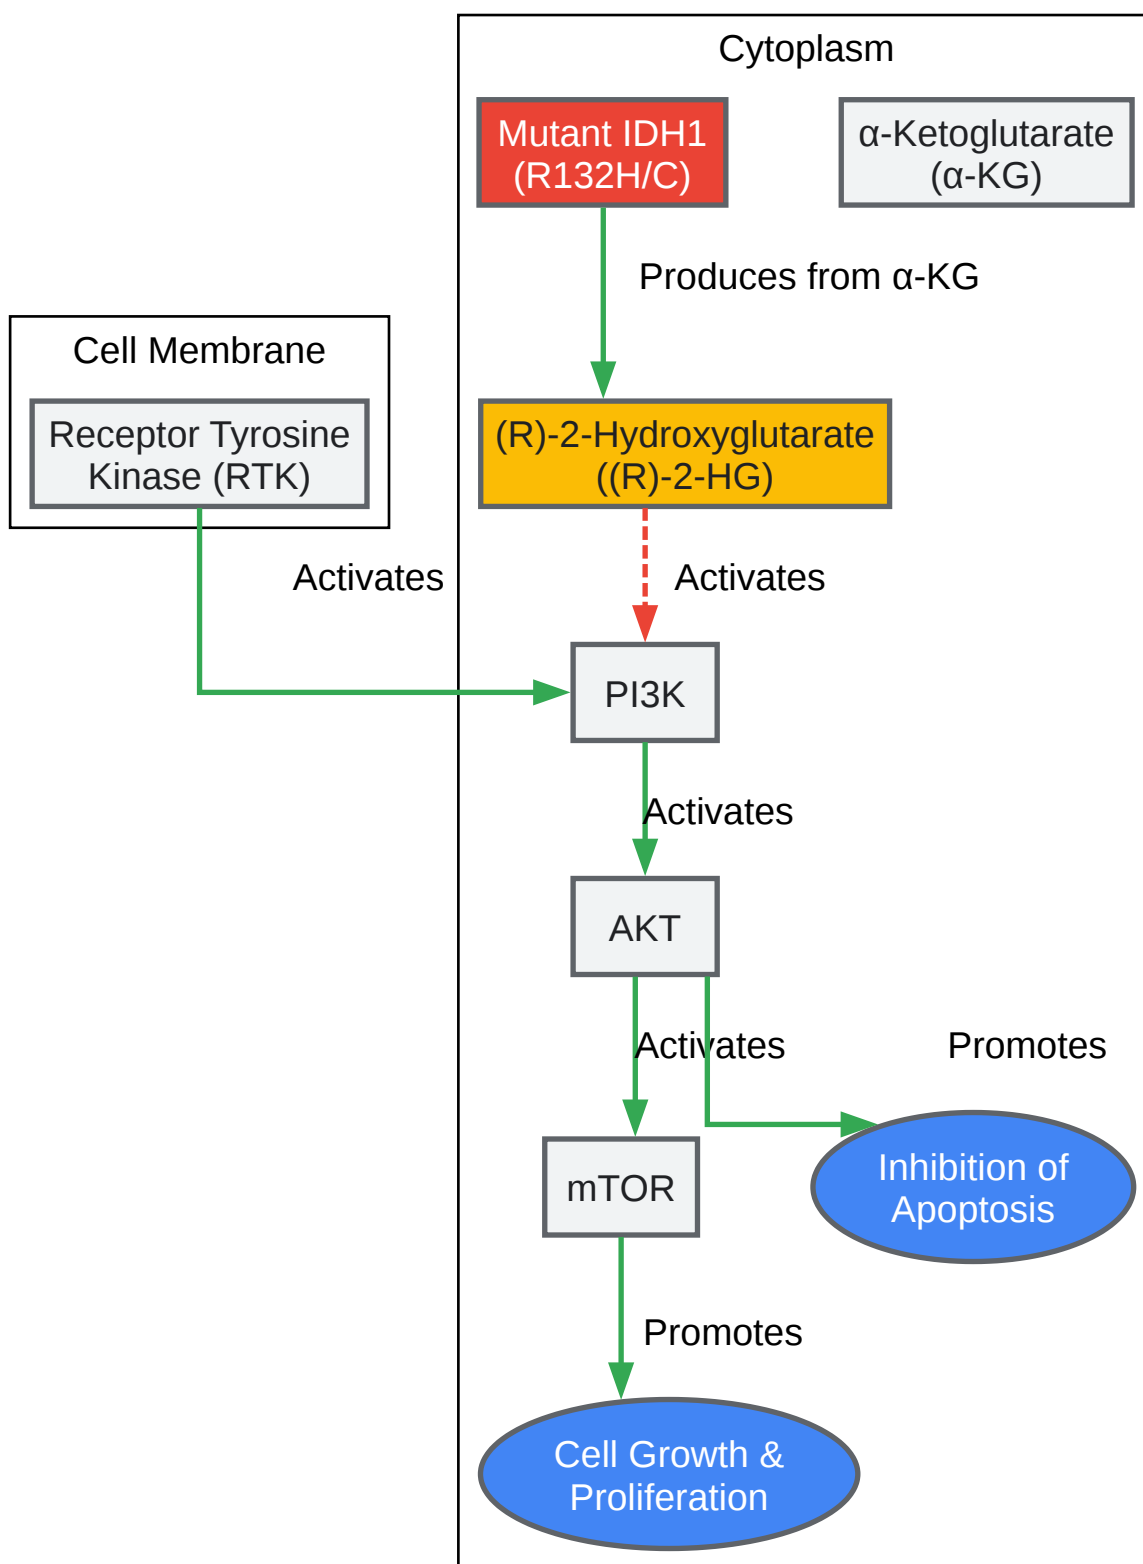 Cytoplasm
Mutant IDH1
(R132H/C)
α-Ketoglutarate
(α-KG)
Produces from α-KG
Cell Membrane
Receptor Tyrosine
Kinase (RTK)
(R)-2-Hydroxyglutarate
((R)-2-HG)
Activates
Activates
PI3K
Activates
AKT
Activates
Promotes
mTOR
Inhibition of
Apoptosis
Promotes
Cell Growth &
Proliferation